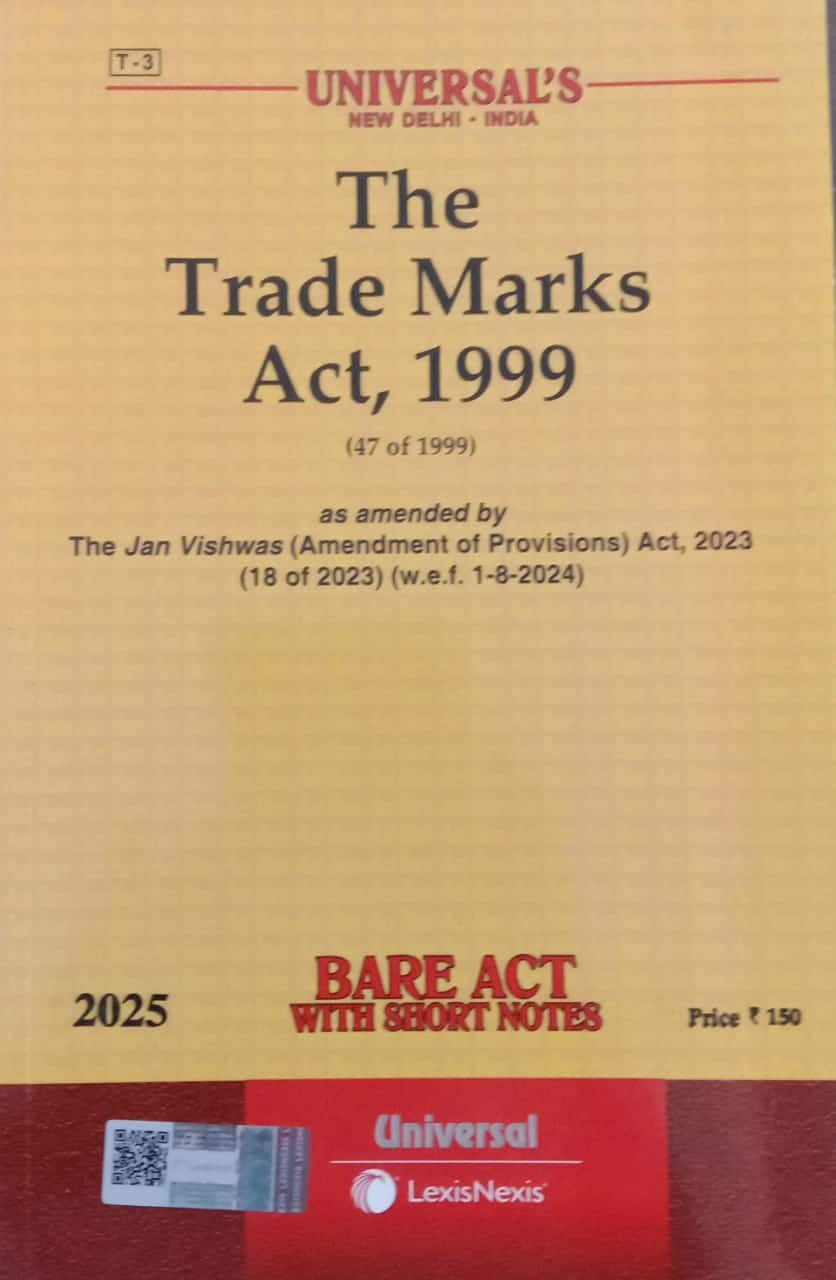 T-3
UNIVERSAL'S
NEW DELHI - INDIA
The
Trade Marks
Act, 1999
(47 of 1999)
as amended by
The Jan Vishwas (Amendment of Provisions) Act, 2023
(18 of 2023) (w.e.f. 1-8-2024)
2025
BARE ACT
WITH SHORT NOTES
Price ₹ 150
Universal
LexisNexis